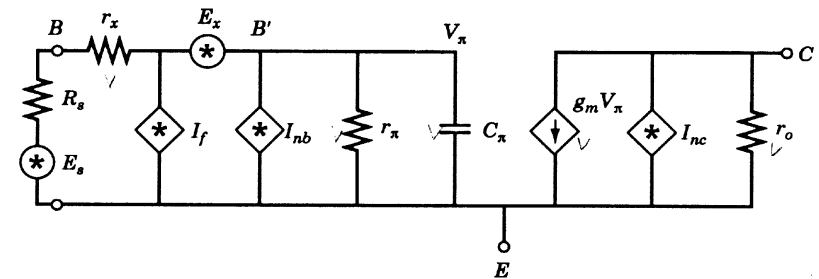 B
r_x
E_x
B'
V_π
C
R_s
*
I_f
*
I_nb
r_π
C_π
g_m V_π
*
I_nc
r_o
*
E_s
*
E